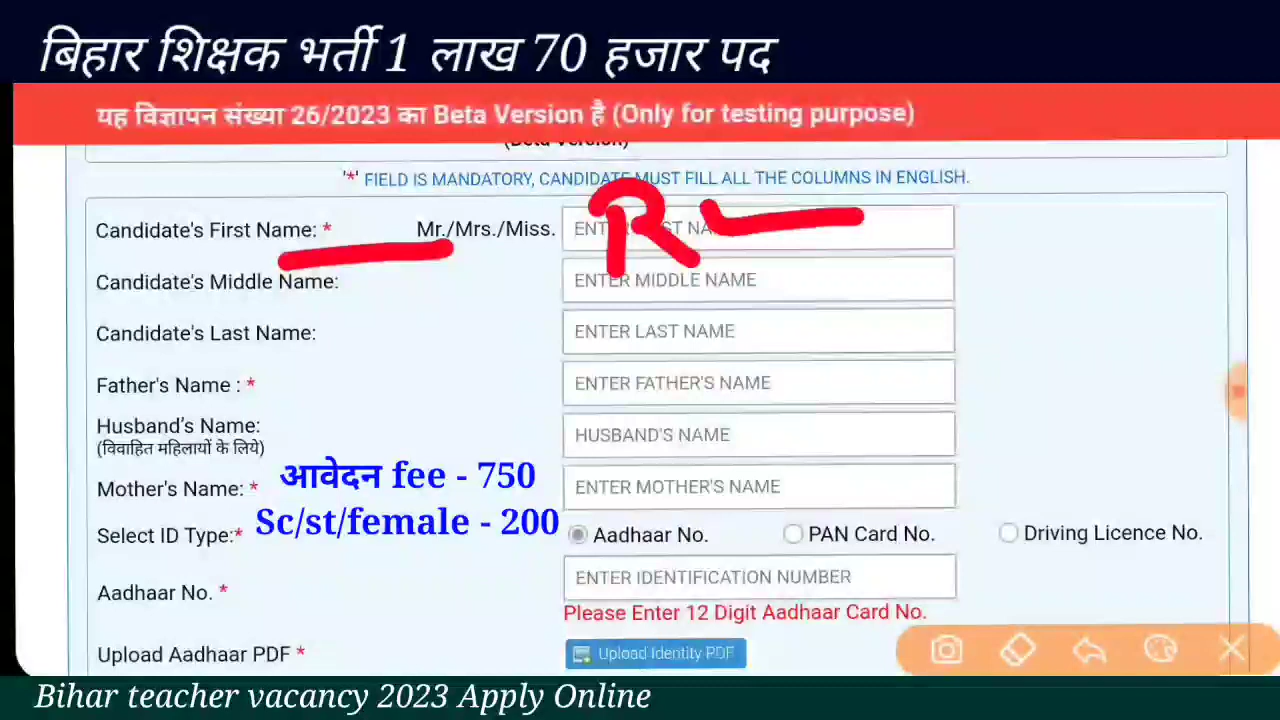 बिहार शिक्षक भर्ती 1 लाख 70 हजार पद
यह विज्ञापन संख्या 26/2023 का Beta Version है (Only for testing purpose)
(Beta Version)
'*' FIELD IS MANDATORY, CANDIDATE MUST FILL ALL THE COLUMNS IN ENGLISH.
Candidate's First Name: * Mr./Mrs./Miss.
R
Candidate's Middle Name: ENTER MIDDLE NAME
Candidate's Last Name: ENTER LAST NAME
Father's Name : * ENTER FATHER'S NAME
Husband's Name: HUSBAND'S NAME
(विवाहित महिलायों के लिये)
आवेदन fee - 750
Mother's Name: * ENTER MOTHER'S NAME
Sc/st/female - 200
Select ID Type:* Aadhaar No. PAN Card No. Driving Licence No.
Aadhaar No. * ENTER IDENTIFICATION NUMBER
Please Enter 12 Digit Aadhaar Card No.
Upload Aadhaar PDF * Upload Identity PDF
Bihar teacher vacancy 2023 Apply Online